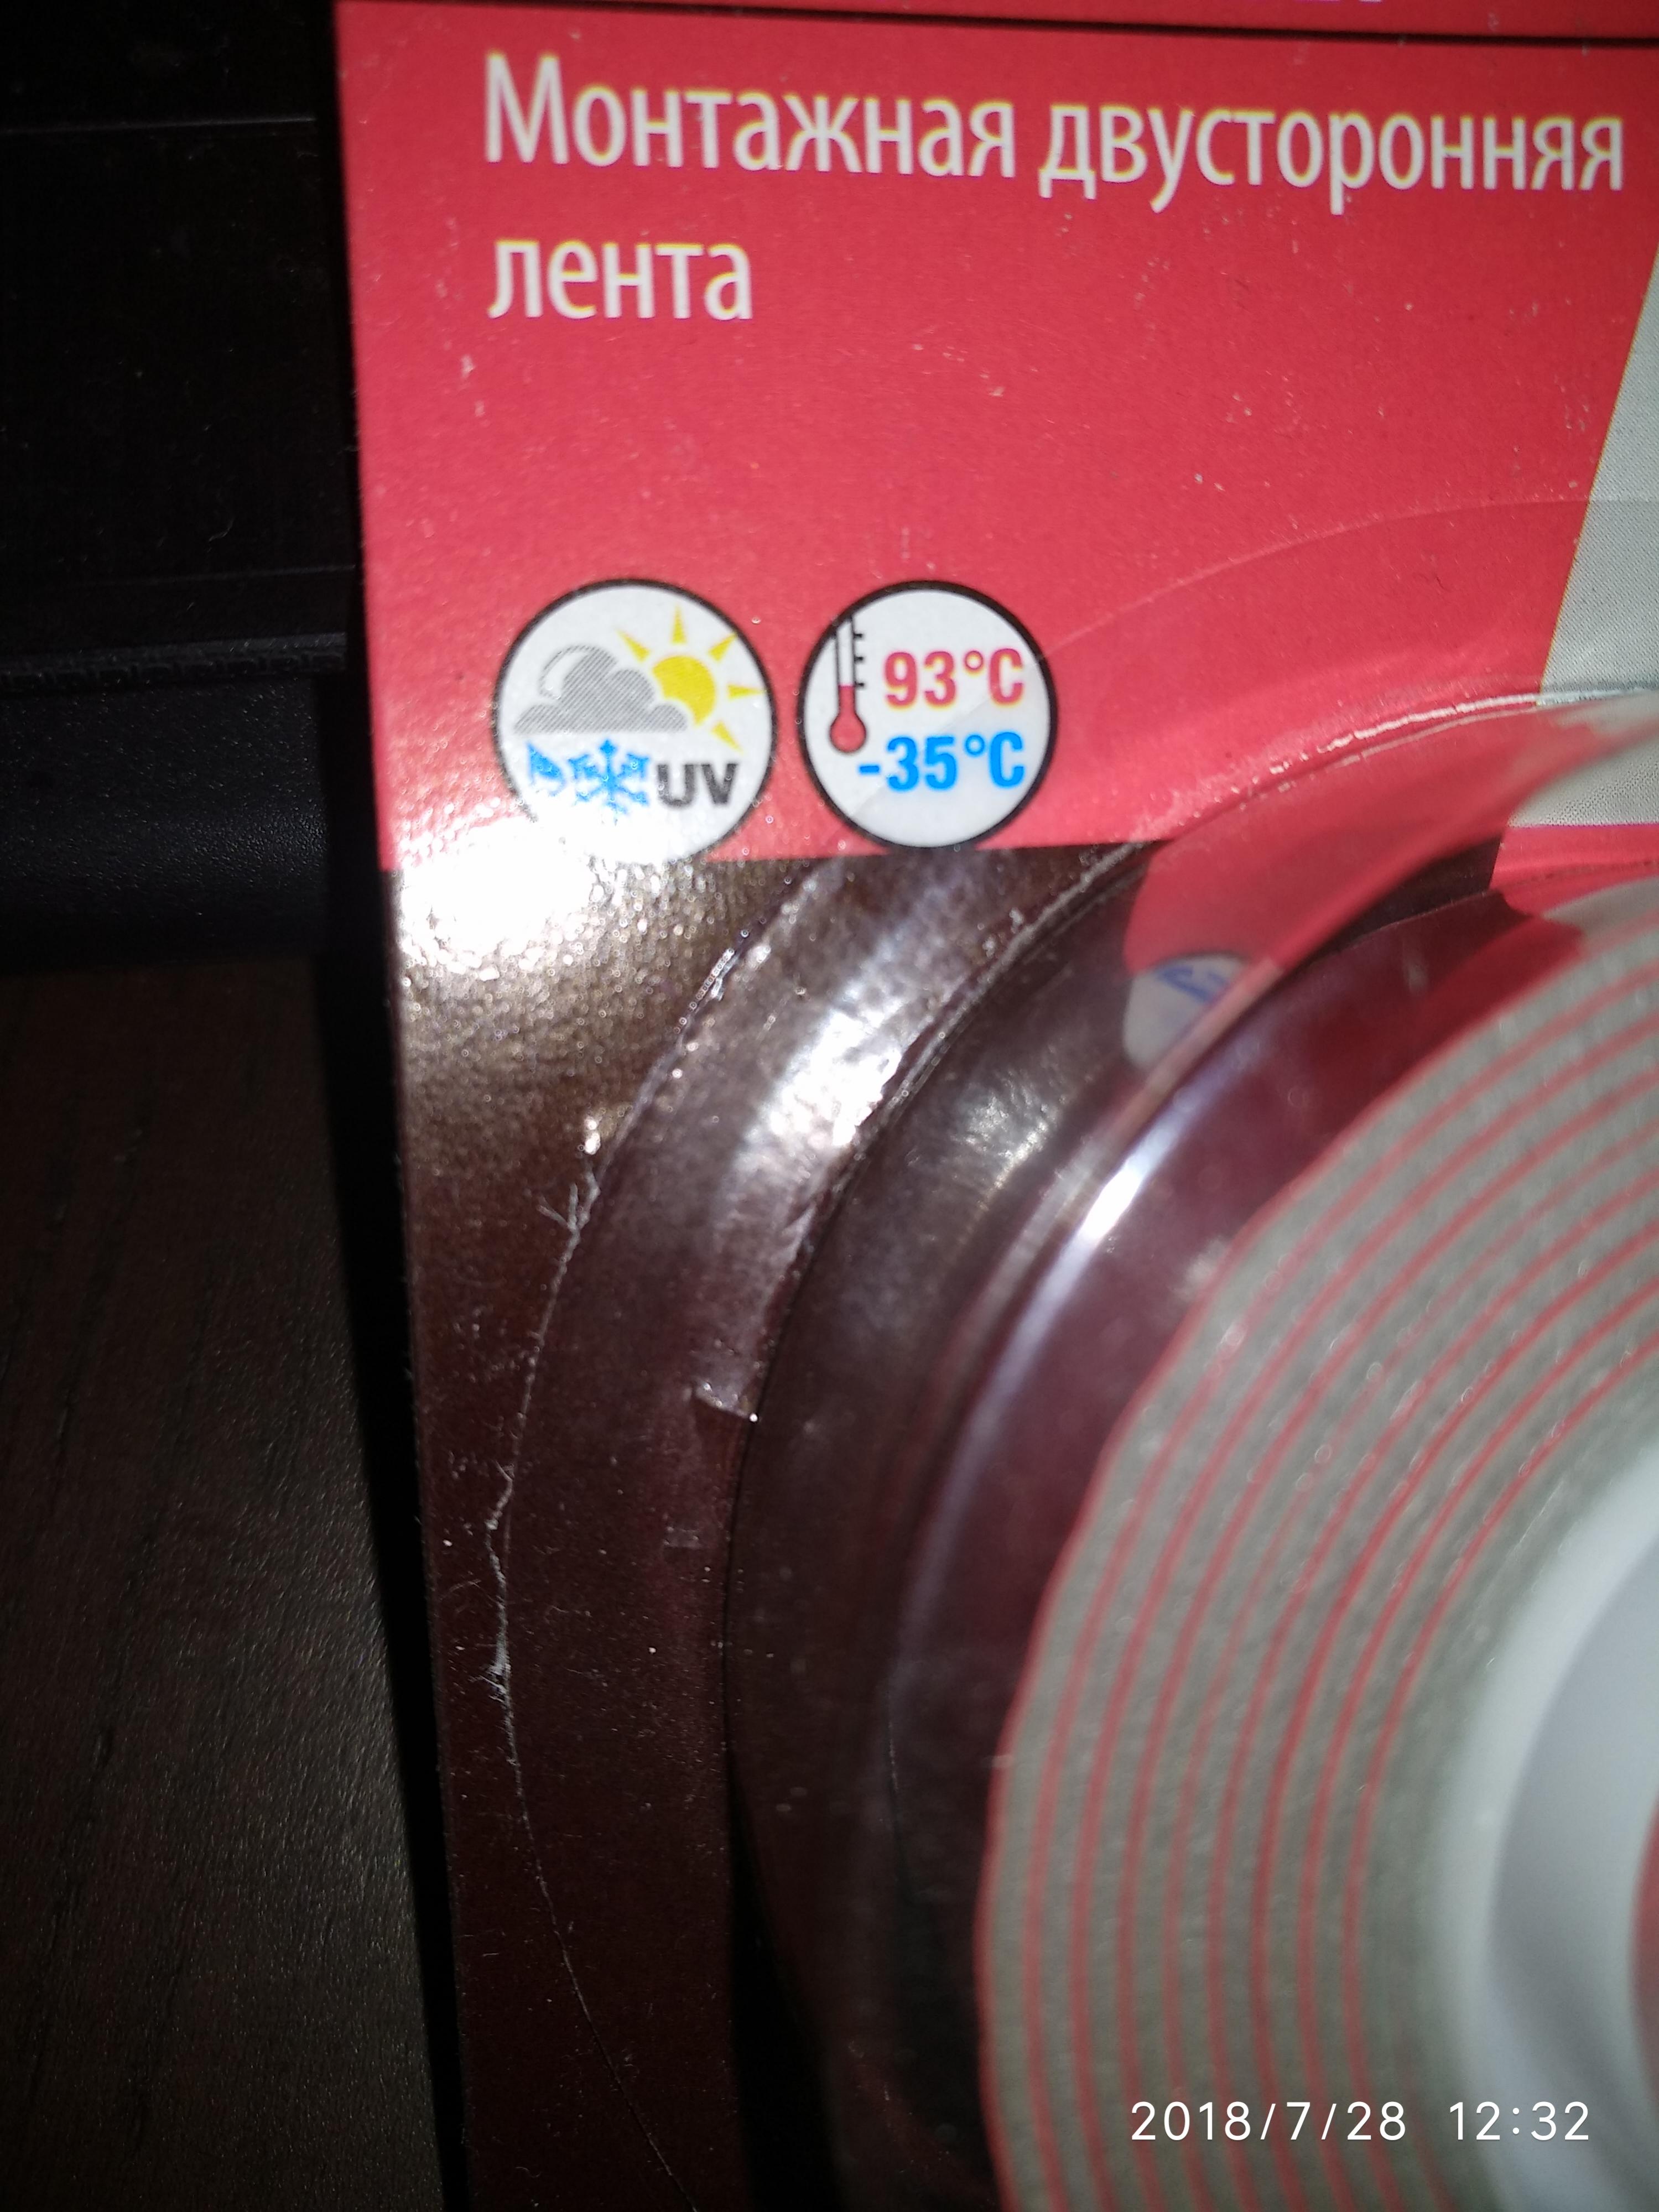 Монтажная двусторонняя
лента
93°C
UV
-35°C
2018/7/28 12:32